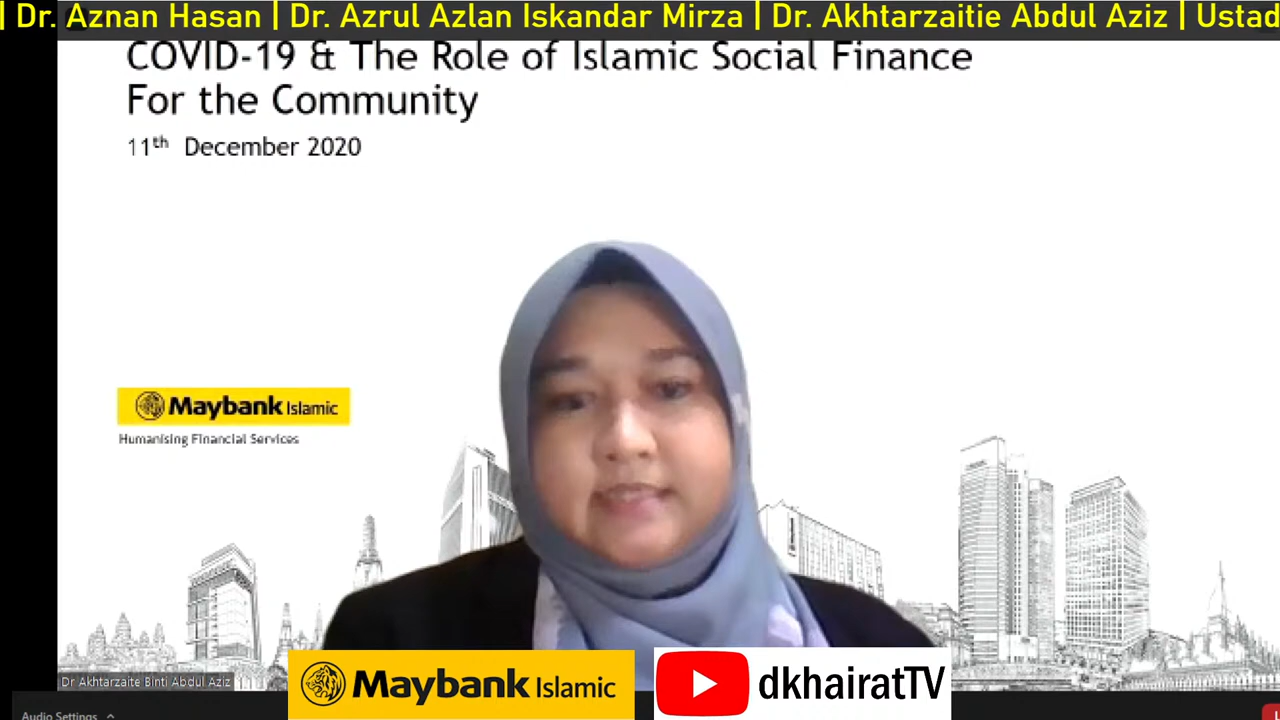 | Dr. Aznan Hasan | Dr. Azrul Azlan Iskandar Mirza | Dr. Akhtarzaitie Abdul Aziz | Ustad
COVID-19 & The Role of Islamic Social Finance
For the Community
11th December 2020
Maybank Islamic
Humanising Financial Services
Dr Akhtarzaite Binti Abdul Aziz
Maybank Islamic
dkhairatTV
Audio Settings